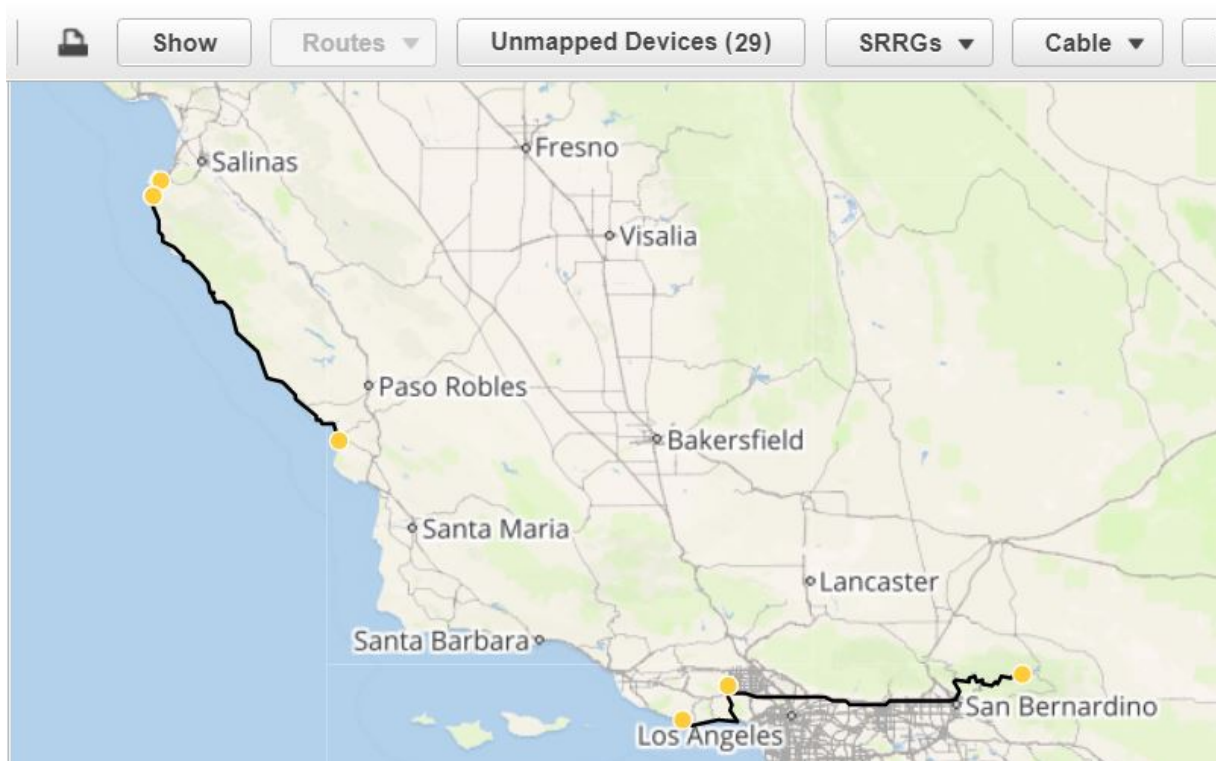 Show Routes Unmapped Devices (29) SRRGs Cable
Fresno
Salinas
Visalia
Paso Robles
Bakersfield
Santa Maria
Lancaster
Santa Barbara
San Bernardino
Los Angeles